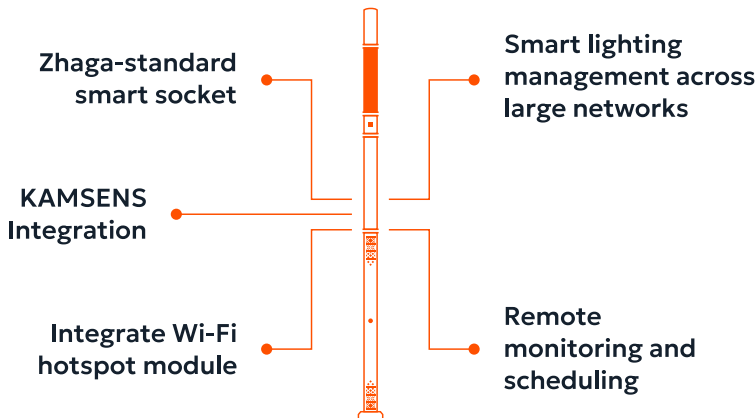 Zhaga-standard
smart socket
Smart lighting
management across
large networks
KAMSENS
Integration
Integrate Wi-Fi
hotspot module
Remote
monitoring and
scheduling